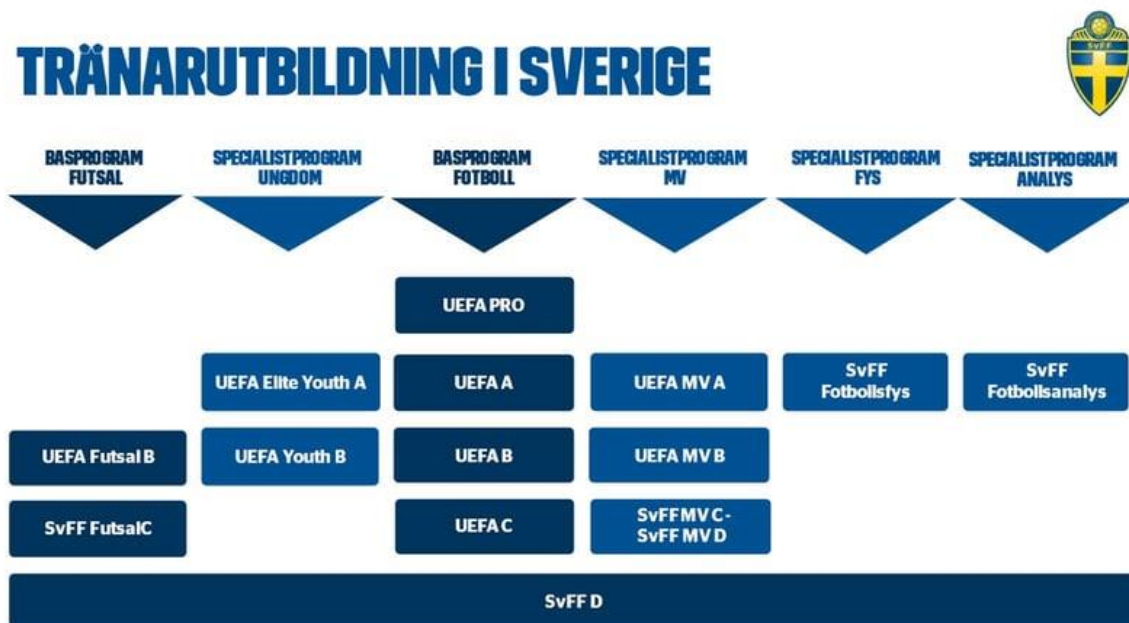 TRÄNARUTBILDNING I SVERIGE
SvFF
BASPROGRAM
FUTSAL
SPECIALISTPROGRAM
UNGDOM
BASPROGRAM
FOTBOLL
SPECIALISTPROGRAM
MV
SPECIALISTPROGRAM
FYS
SPECIALISTPROGRAM
ANALYS
UEFA PRO
UEFA Elite Youth A
UEFA A
UEFA MV A
SvFF
Fotbollsfys
SvFF
Fotbollsanalys
UEFA Futsal B
UEFA Youth B
UEFA B
UEFA MV B
SvFF FutsalC
UEFA C
SvFF MV C -
SvFF MV D
SvFF D